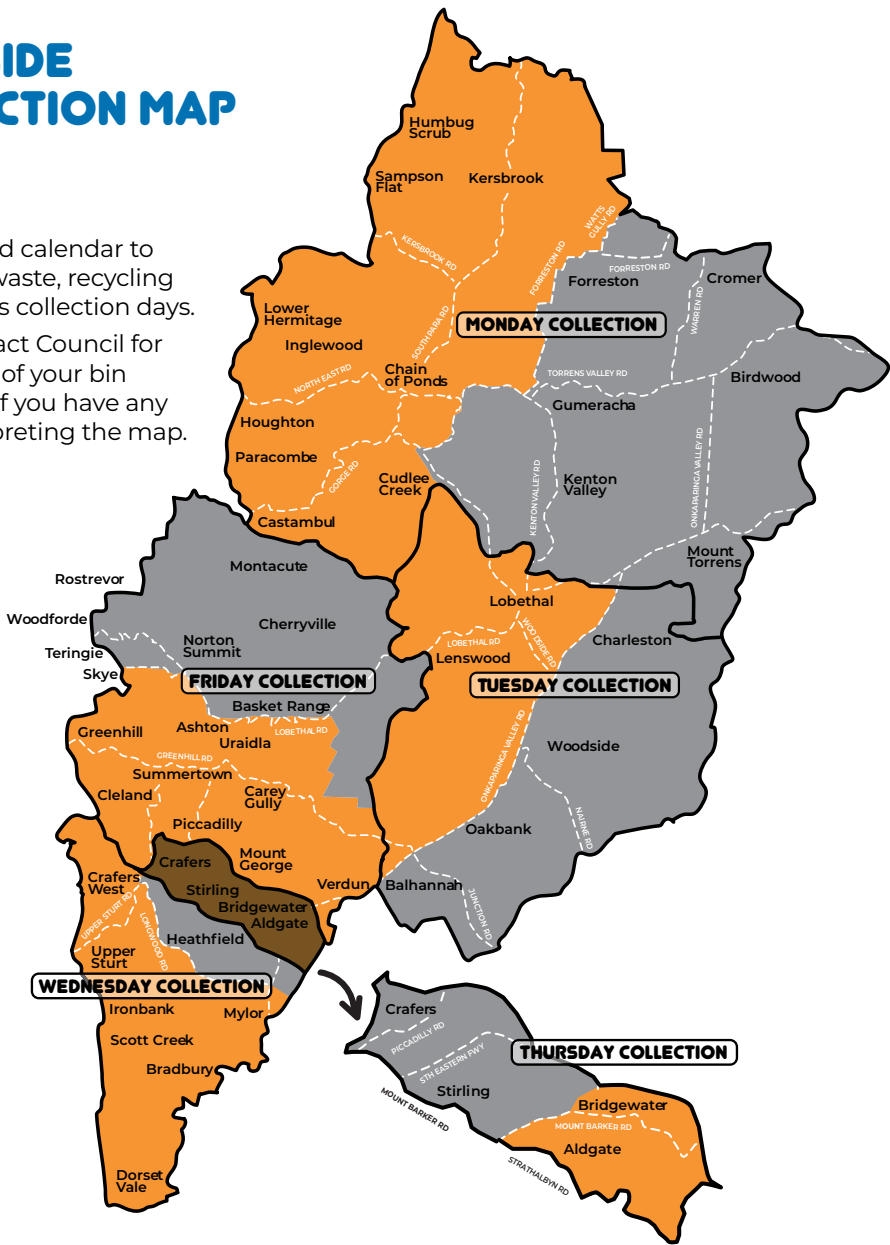 IDE
CTION MAP
d calendar to
waste, recycling
s collection days.
act Council for
of your bin
f you have any
preting the map.
Humbug
Scrub
Sampson
Flat
Kersbrook
WATTS
GULLY RD
KERSBROOK RD
FORRESTON RD
FORRESTON RD
Forreston
Cromer
WARREN RD
Lower
Hermitage
SOUTH PARA RD
MONDAY COLLECTION
Inglewood
Chain
of Ponds
NORTH EAST RD
TORRENS VALLEY RD
Birdwood
Gumeracha
Houghton
Paracombe
GORGE RD
Cudlee
Creek
KENTON VALLEY RD
Kenton
Valley
ONKAPARINGA VALLEY RD
Castambul
Mount
Torrens
Montacute
Rostrevor
Lobethal
Woodforde
Cherryville
Norton
Summit
LOBETHAL RD
WOODSIDE RD
Charleston
Teringie
Lenswood
Skye
FRIDAY COLLECTION
TUESDAY COLLECTION
Basket Range
Greenhill
Ashton
LOBETHAL RD
Uraidla
ONKAPARINGA VALLEY RD
Woodside
GREENHILL RD
Summertown
Cleland
Carey
Gully
Piccadilly
Oakbank
NAIRNE RD
Crafers
Mount
George
Crafers
West
Stirling
Verdun
Balhannah
Bridgewater
Aldgate
UPPER STURT RD
LONGWOOD RD
JUNCTION RD
Heathfield
Upper
Sturt
WEDNESDAY COLLECTION
Ironbank
Mylor
Crafers
Scott Creek
PICCADILLY RD
STH EASTERN FWY
THURSDAY COLLECTION
Bradbury
Stirling
MOUNT BARKER RD
Bridgewater
MOUNT BARKER RD
Aldgate
STRATHALBYN RD
Dorset
Vale